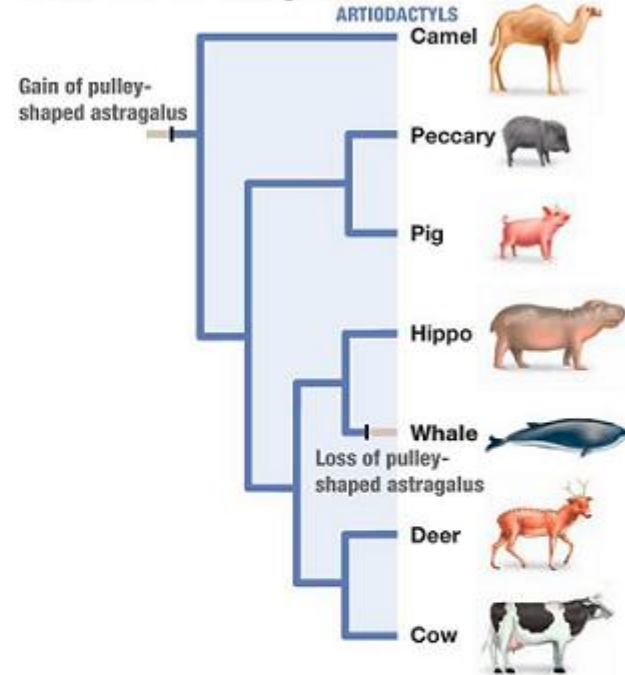 ARTIODACTYLS
Camel
Gain of pulley-
shaped astragalus
Peccary
Pig
Hippo
Whale
Loss of pulley-
shaped astragalus
Deer
Cow